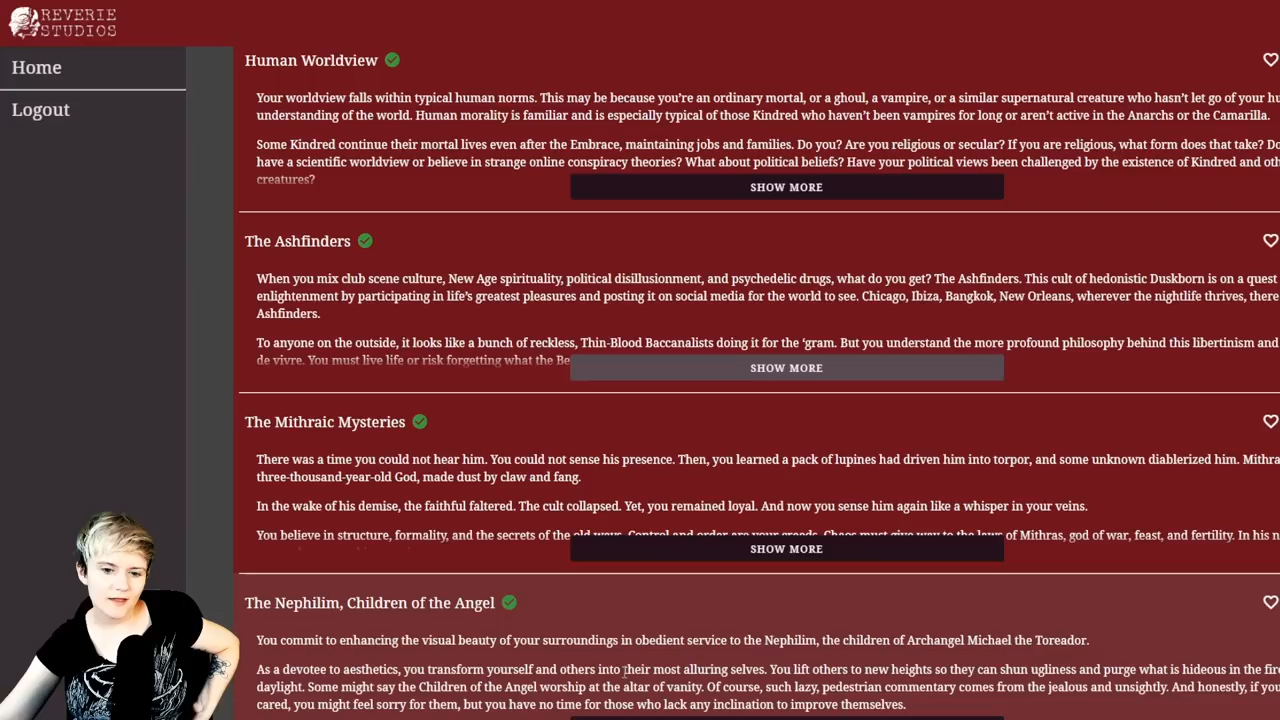 REVERIE
STUDIOS
Home
Logout
Human Worldview
Your worldview falls within typical human norms. This may be because you're an ordinary mortal, or a ghoul, a vampire, or a similar supernatural creature who hasn't let go of your
understanding of the world. Human morality is familiar and is especially typical of those Kindred who haven't been vampires for long or aren't active in the Anarchs or the Camarilla.
Some Kindred continue their mortal lives even after the Embrace, maintaining jobs and families. Do you? Are you religious or secular? If you are religious, what form does that take? Do
have a scientific worldview or believe in strange online conspiracy theories? What about political beliefs? Have your political views been challenged by the existence of Kindred and
creatures?
SHOW MORE
The Ashfinders
When you mix club scene culture, New Age spirituality, political disillusionment, and psychedelic drugs, what do you get? The Ashfinders. This cult of hedonistic Duskborn is on a quest
enlightenment by participating in life's greatest pleasures and posting it on social media for the world to see. Chicago, Ibiza, Bangkok, New Orleans, wherever the nightlife thrives, there
Ashfinders.
To anyone on the outside, it looks like a bunch of reckless, Thin-Blood Baccanalists doing it for the ‘gram. But you understand the more profound philosophy behind this libertinism and
de vivre. You must live life or risk forgetting what the Be
SHOW MORE
The Mithraic Mysteries
There was a time you could not hear him. You could not sense his presence. Then, you learned a pack of lupines had driven him into torpor, and some unknown diablerized him. Mithra
three-thousand-year-old God, made dust by claw and fang.
In the wake of his demise, the faithful faltered. The cult collapsed. Yet, you remained loyal. And now you sense him again like a whisper in your veins.
You believe in structure, formality, and the secrets of the old ways. Control and order are your creeds. Chaos must give way to the laws of Mithras, god of war, feast, and fertility. In his
SHOW MORE
The Nephilim, Children of the Angel
You commit to enhancing the visual beauty of your surroundings in obedient service to the Nephilim, the children of Archangel Michael the Toreador.
As a devotee to aesthetics, you transform yourself and others into their most alluring selves. You lift others to new heights so they can shun ugliness and purge what is hideous in the fire
daylight. Some might say the Children of the Angel worship at the altar of vanity. Of course, such lazy, pedestrian commentary comes from the jealous and unsightly. And honestly, if you
cared, you might feel sorry for them, but you have no time for those who lack any inclination to improve themselves.